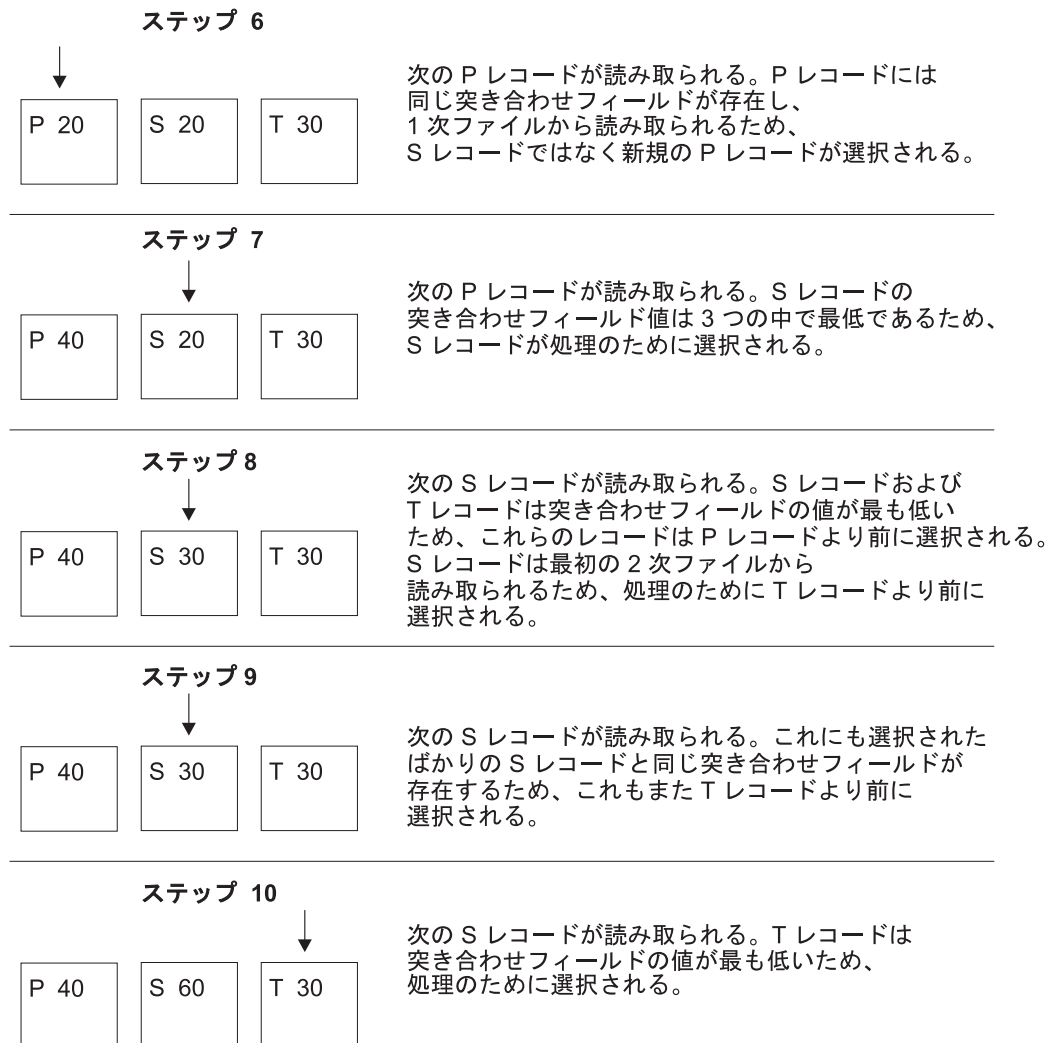 ステップ 6
次の P レコードが読み取られる。P レコードには
同じ突き合わせフィールドが存在し、
1 次ファイルから読み取られるため、
S レコードではなく新規の P レコードが選択される。
P 20
S 20
T 30
ステップ 7
次の P レコードが読み取られる。S レコードの
突き合わせフィールド値は 3 つの中で最低であるため、
S レコードが処理のために選択される。
P 40
S 20
T 30
ステップ 8
次の S レコードが読み取られる。S レコードおよび
T レコードは突き合わせフィールドの値が最も低い
ため、これらのレコードは P レコードより前に選択される。
S レコードは最初の 2 次ファイルから
読み取られるため、処理のために T レコードより前に
選択される。
P 40
S 30
T 30
ステップ 9
次の S レコードが読み取られる。これにも選択された
ばかりの S レコードと同じ突き合わせフィールドが
存在するため、これもまた T レコードより前に
選択される。
P 40
S 30
T 30
ステップ 10
次の S レコードが読み取られる。T レコードは
突き合わせフィールドの値が最も低いため、
処理のために選択される。
P 40
S 60
T 30